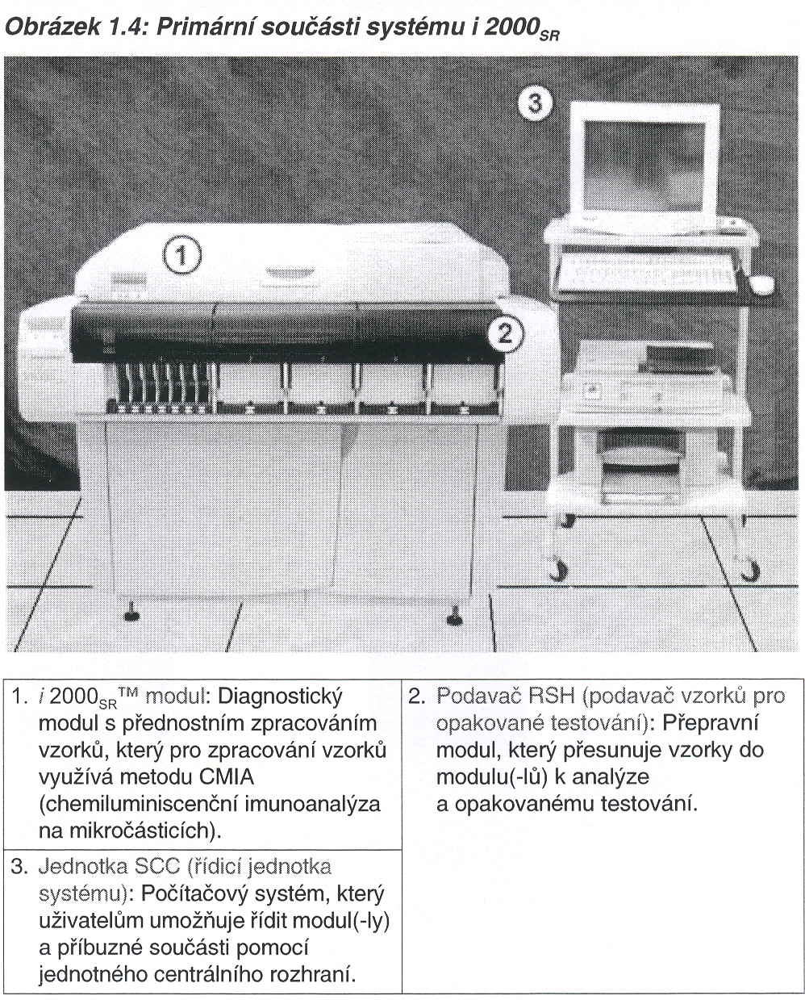 Obrázek 1.4: Primární součásti systému i 2000SR
3
1
2
1. i 2000SR™ modul: Diagnostický
modul s přednostním zpracováním
vzorků, který pro zpracování vzorků
využívá metodu CMIA
(chemiluminiscenční imunoanalýza
na mikročásticích).
2. Podavač RSH (podavač vzorků pro
opakované testování): Přepravní
modul, který přesunuje vzorky do
modulu(-lů) k analýze
a opakovanému testování.
3. Jednotka SCC (řídicí jednotka
systému): Počítačový systém, který
uživatelům umožňuje řídit modul(-ly)
a příbuzné součásti pomocí
jednotného centrálního rozhraní.